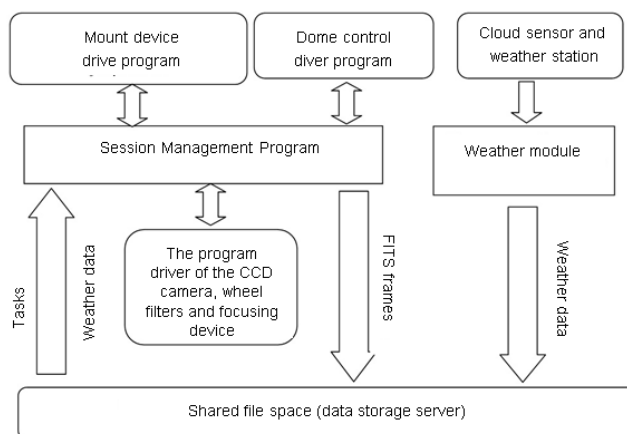 Mount device
drive program
Dome control
diver program
Cloud sensor and
weather station
Session Management Program
Weather module
The program
driver of the CCD
camera, wheel
filters and focusing
device
Tasks
Weather data
FITS frames
Weather data
Shared file space (data storage server)